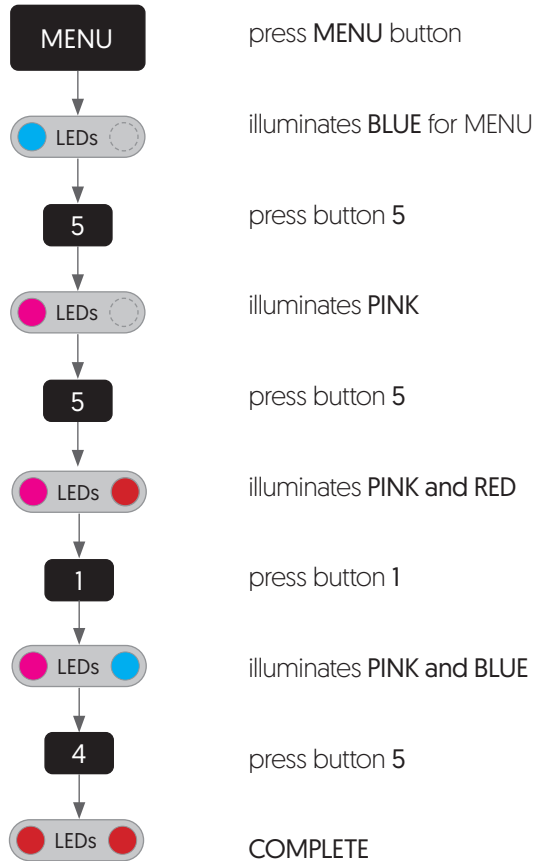 MENU press MENU button
LEDs illuminates BLUE for MENU
5 press button 5
LEDs illuminates PINK
5 press button 5
LEDs illuminates PINK and RED
1 press button 1
LEDs illuminates PINK and BLUE
4 press button 5
LEDs COMPLETE